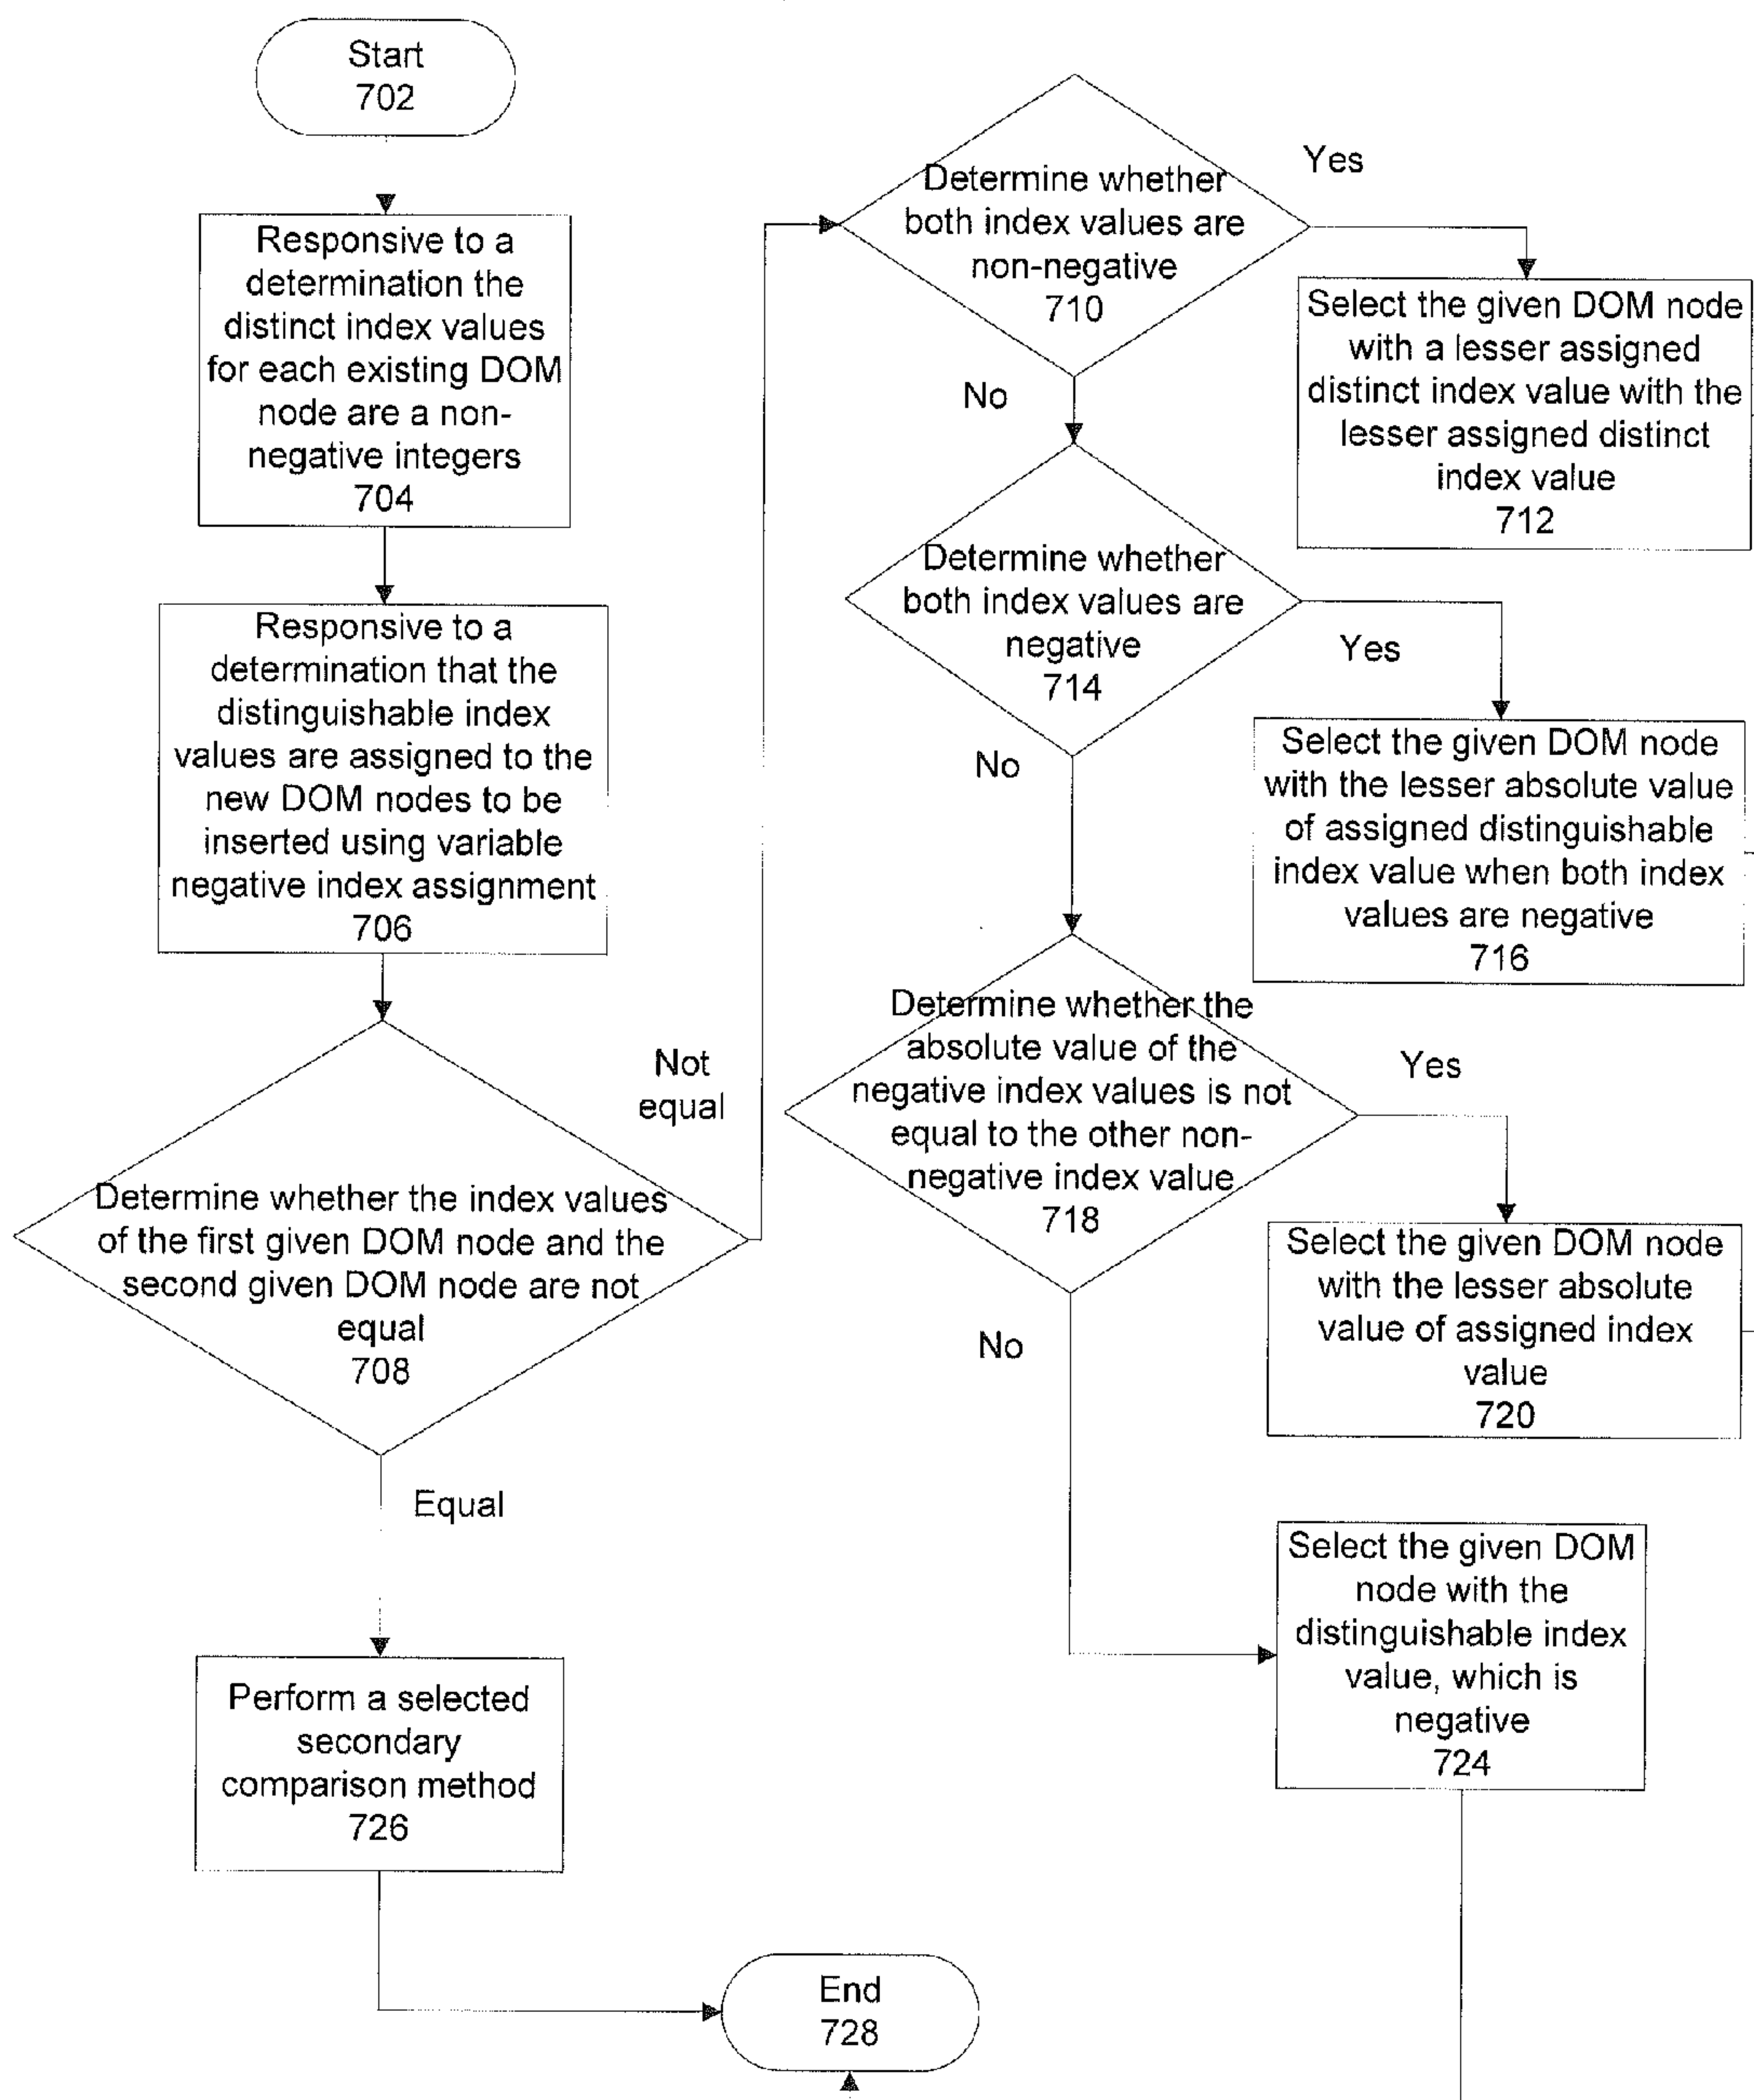 Start
702
Responsive to a
determination the
distinct index values
for each existing DOM
node are a non-
negative integers
704
Responsive to a
determination that the
distinguishable index
values are assigned to the
new DOM nodes to be
inserted using variable
negative index assignment
706
Not
equal
Determine whether the index values
of the first given DOM node and the
second given DOM node are not
equal
708
Equal
Perform a selected
secondary
comparison method
726
End
728
Determine whether
both index values are
non-negative
710
Yes
No
Select the given DOM node
with a lesser assigned
distinct index value with the
lesser assigned distinct
index value
712
Determine whether
both index values are
negative
714
Yes
No
Select the given DOM node
with the lesser absolute value
of assigned distinguishable
index value when both index
values are negative
716
Determine whether the
absolute value of the
negative index values is not
equal to the other non-
negative index value
718
Yes
No
Select the given DOM node
with the lesser absolute
value of assigned index
value
720
Select the given DOM
node with the
distinguishable index
value, which is
negative
724